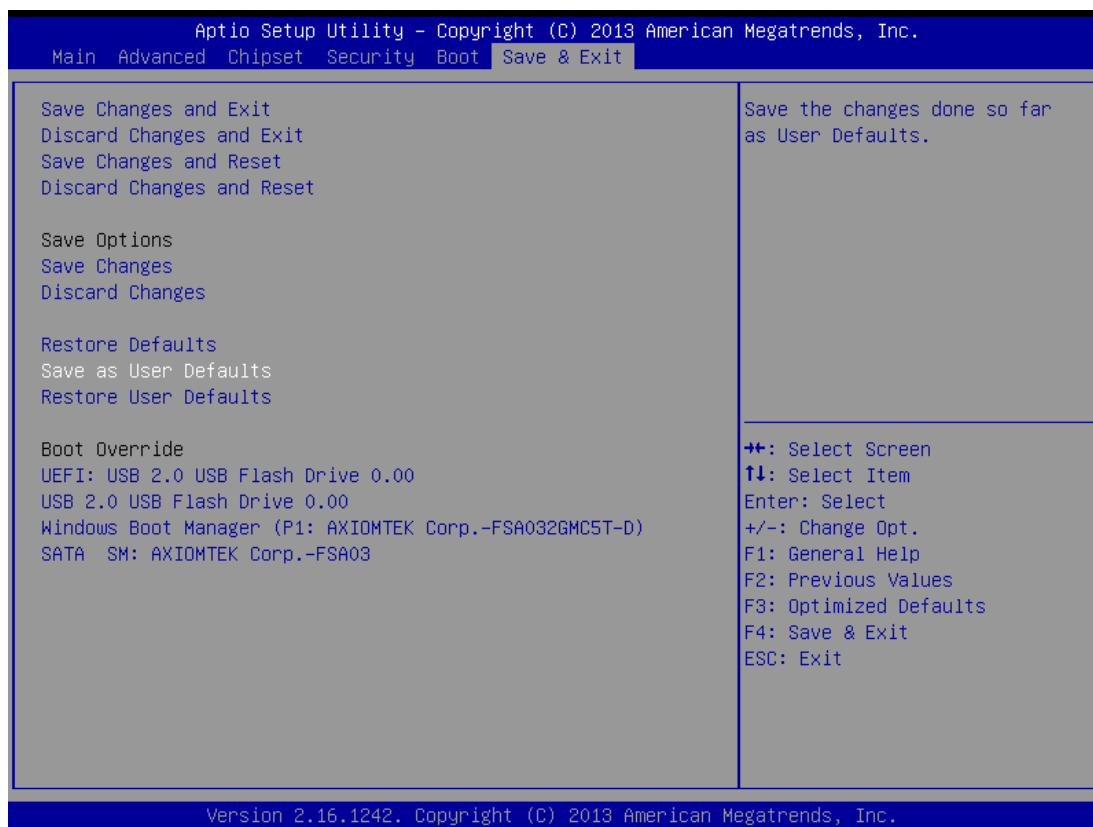 Aptio Setup Utility – Copyright (C) 2013 American Megatrends, Inc.
Main Advanced Chipset Security Boot Save & Exit
Save Changes and Exit
Discard Changes and Exit
Save Changes and Reset
Discard Changes and Reset
Save Options
Save Changes
Discard Changes
Restore Defaults
Save as User Defaults
Restore User Defaults
Boot Override
UEFI: USB 2.0 USB Flash Drive 0.00
USB 2.0 USB Flash Drive 0.00
Windows Boot Manager (P1: AXIOMTEK Corp.-FSA032GMC5T-D)
SATA SM: AXIOMTEK Corp.-FSA03
Save the changes done so far
as User Defaults.
→←: Select Screen
↑↓: Select Item
Enter: Select
+/-: Change Opt.
F1: General Help
F2: Previous Values
F3: Optimized Defaults
F4: Save & Exit
ESC: Exit
Version 2.16.1242. Copyright (C) 2013 American Megatrends, Inc.